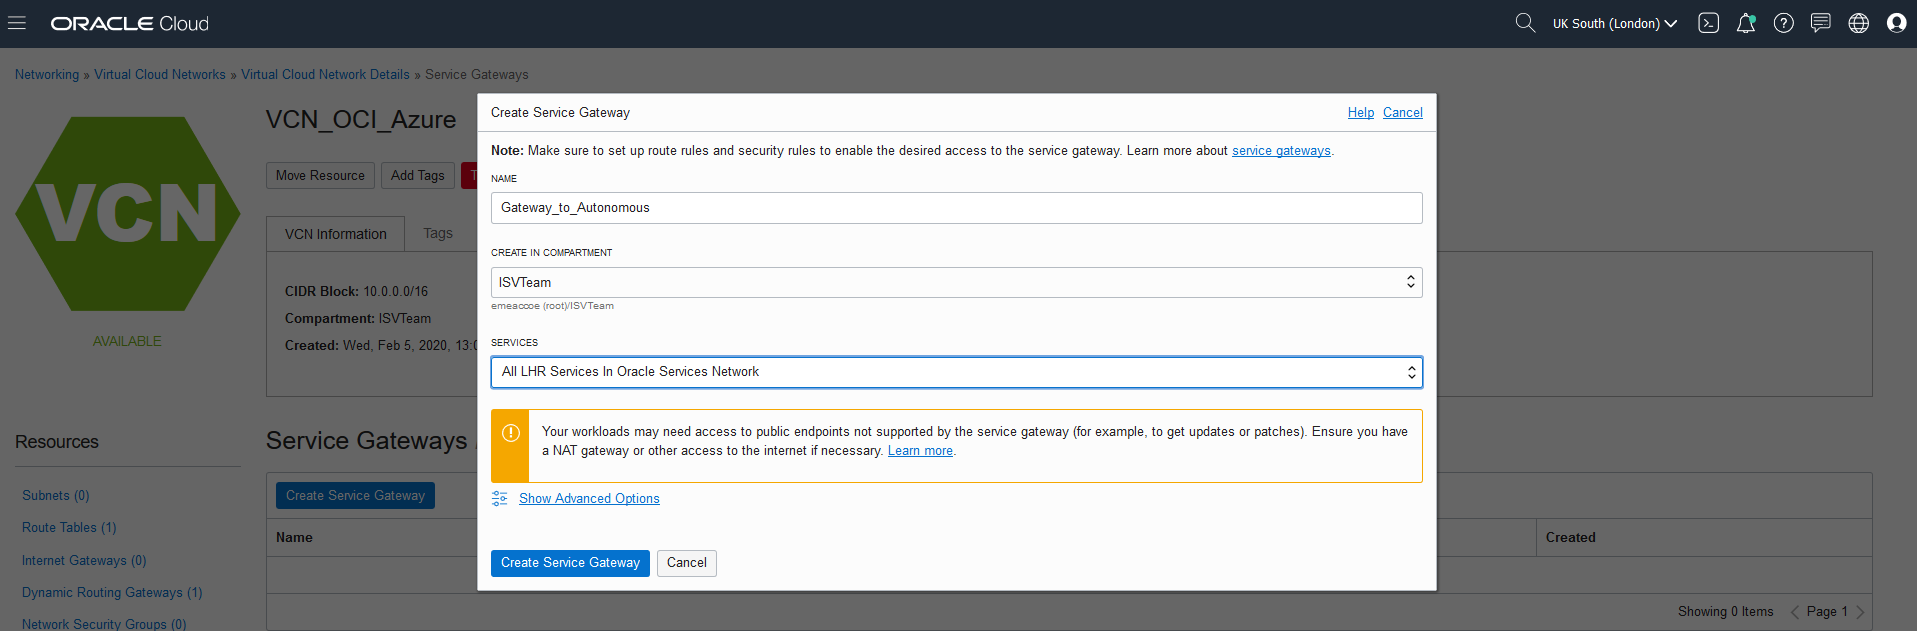 ORACLE Cloud
UK South (London)
Networking » Virtual Cloud Networks » Virtual Cloud Network Details » Service Gateways
VCN
AVAILABLE
VCN_OCI_Azure
Move Resource
Add Tags
T
VCN Information
Tags
CIDR Block: 10.0.0.0/16
Compartment: ISVTeam
Created: Wed, Feb 5, 2020, 13:0
Resources
Subnets (0)
Route Tables (1)
Internet Gateways (0)
Dynamic Routing Gateways (1)
Network Security Groups (0)
Service Gateways
Create Service Gateway
Name
Created
Showing 0 Items
Page 1
Create Service Gateway
Help
Cancel
Note: Make sure to set up route rules and security rules to enable the desired access to the service gateway. Learn more about service gateways.
NAME
Gateway_to_Autonomous
CREATE IN COMPARTMENT
ISVTeam
emeaccoe (root)/ISVTeam
SERVICES
All LHR Services In Oracle Services Network
Your workloads may need access to public endpoints not supported by the service gateway (for example, to get updates or patches). Ensure you have
a NAT gateway or other access to the internet if necessary. Learn more.
Show Advanced Options
Create Service Gateway
Cancel